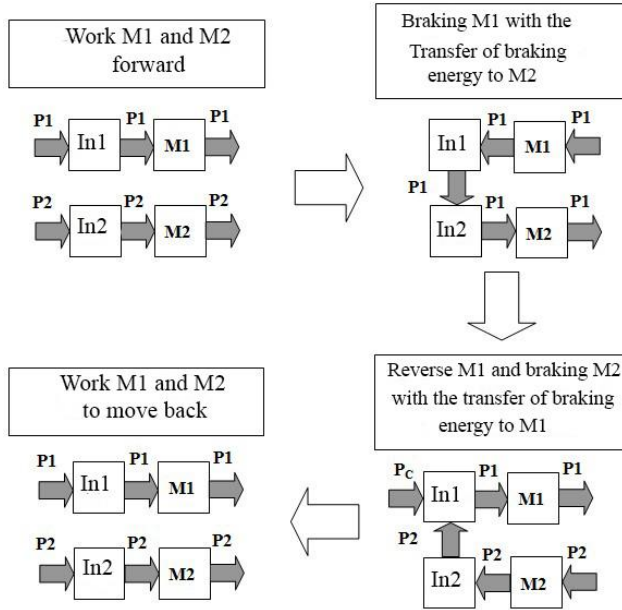 Work M1 and M2
forward
P1 P1 P1
In1 M1
P2 P2 P2
In2 M2
Braking M1 with the
Transfer of braking
energy to M2
P1 P1
In1 M1
P1 P1 P1
In2 M2
Work M1 and M2
to move back
P1 P1 P1
In1 M1
P2 P2 P2
In2 M2
Reverse M1 and braking M2
with the transfer of braking
energy to M1
PC P1 P1
In1 M1
P2 P2 P2
In2 M2